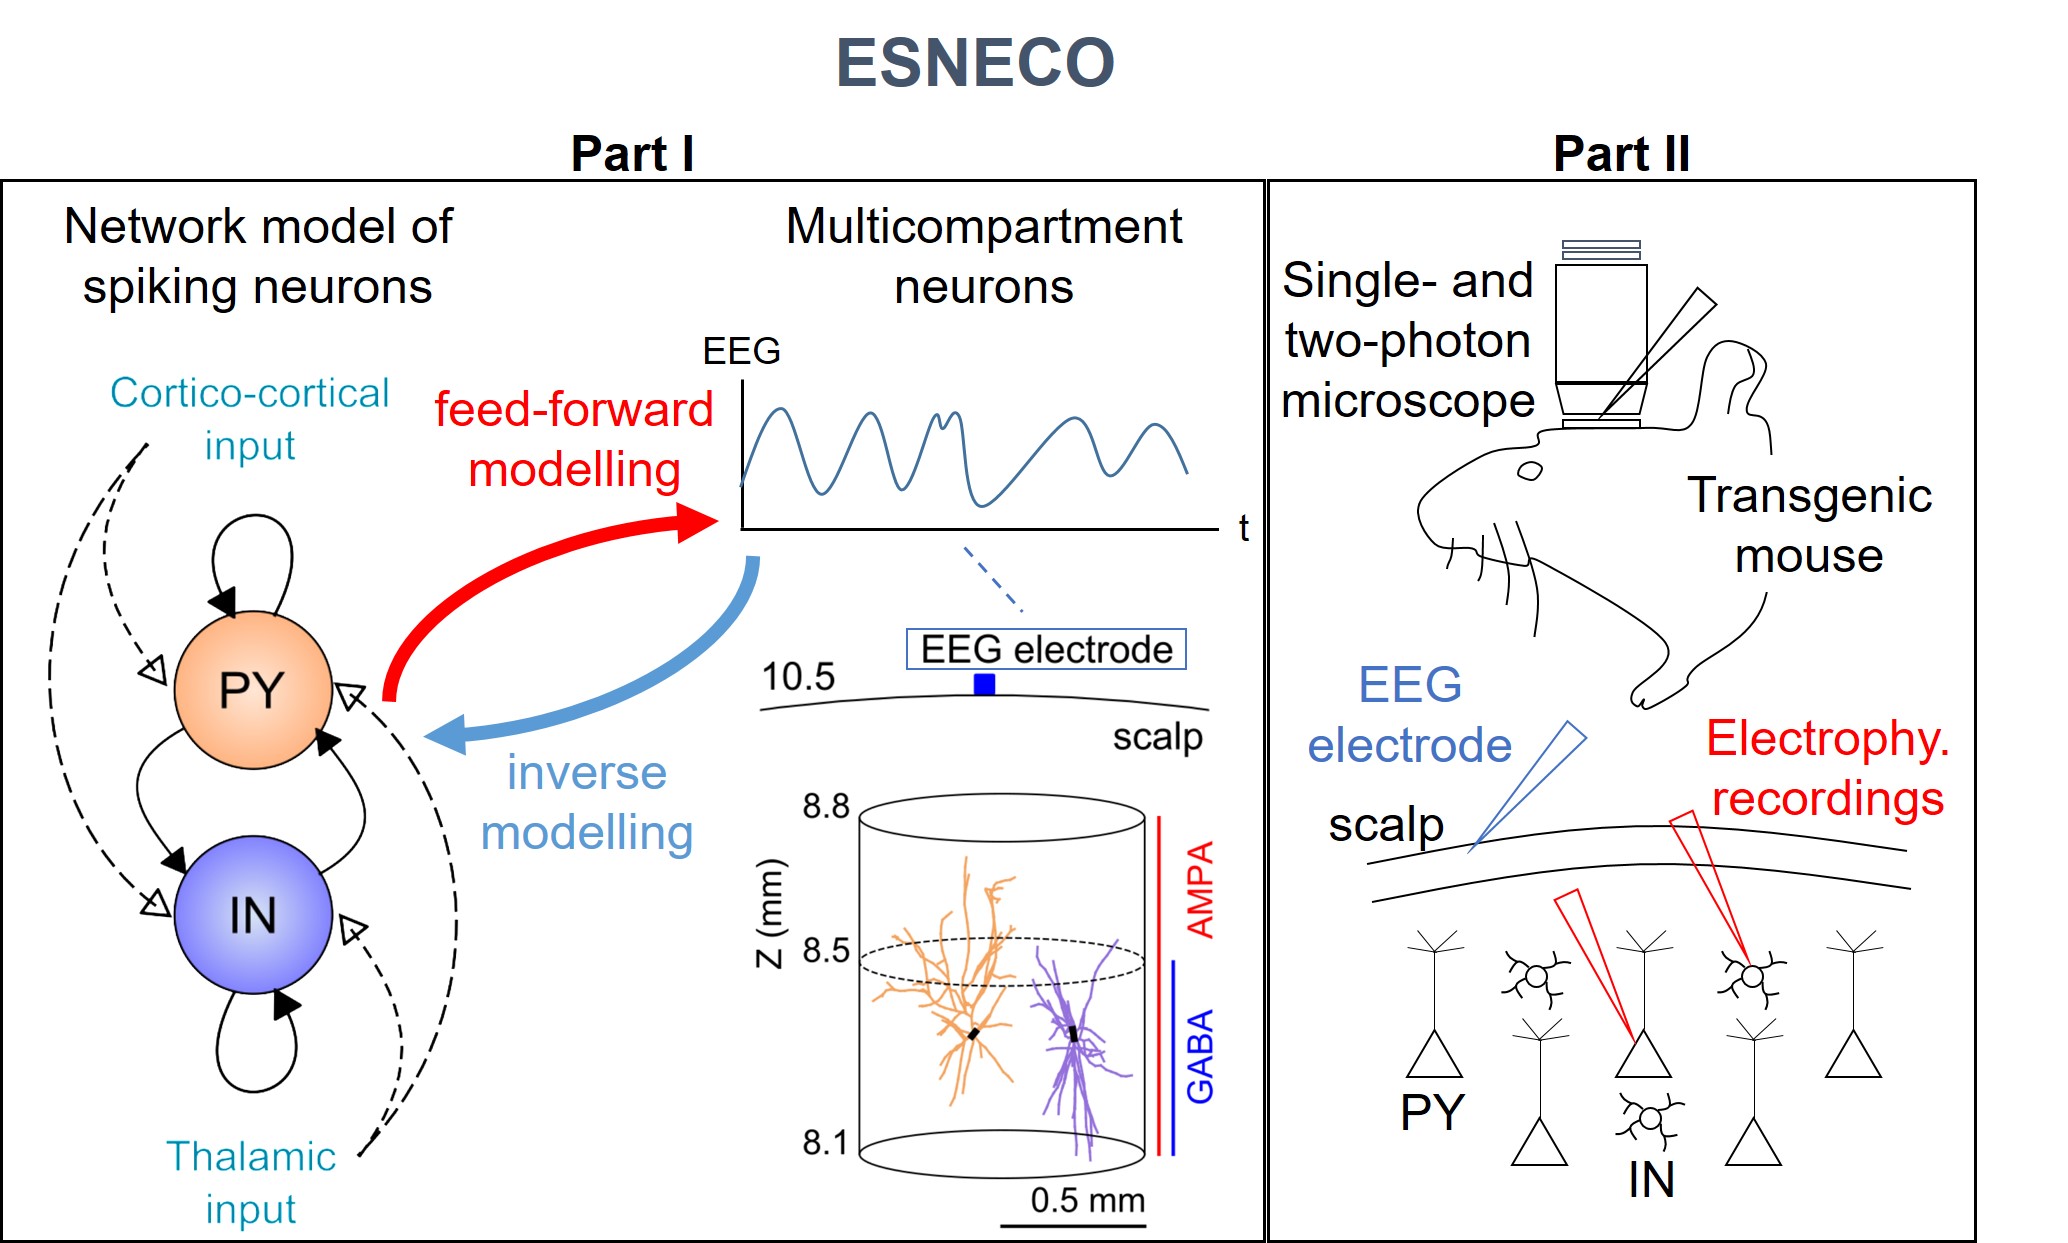 ESNECO
Part I
Network model of
spiking neurons
Multicompartment
neurons
Cortico-cortical
input
feed-forward
modelling
EEG
t
PY
IN
inverse
modelling
Thalamic
input
EEG electrode
10.5
scalp
8.8
8.5
8.1
Z (mm)
AMPA
GABA
0.5 mm
Part II
Single- and
two-photon
microscope
Transgenic
mouse
EEG
electrode
scalp
Electrophy.
recordings
PY
IN